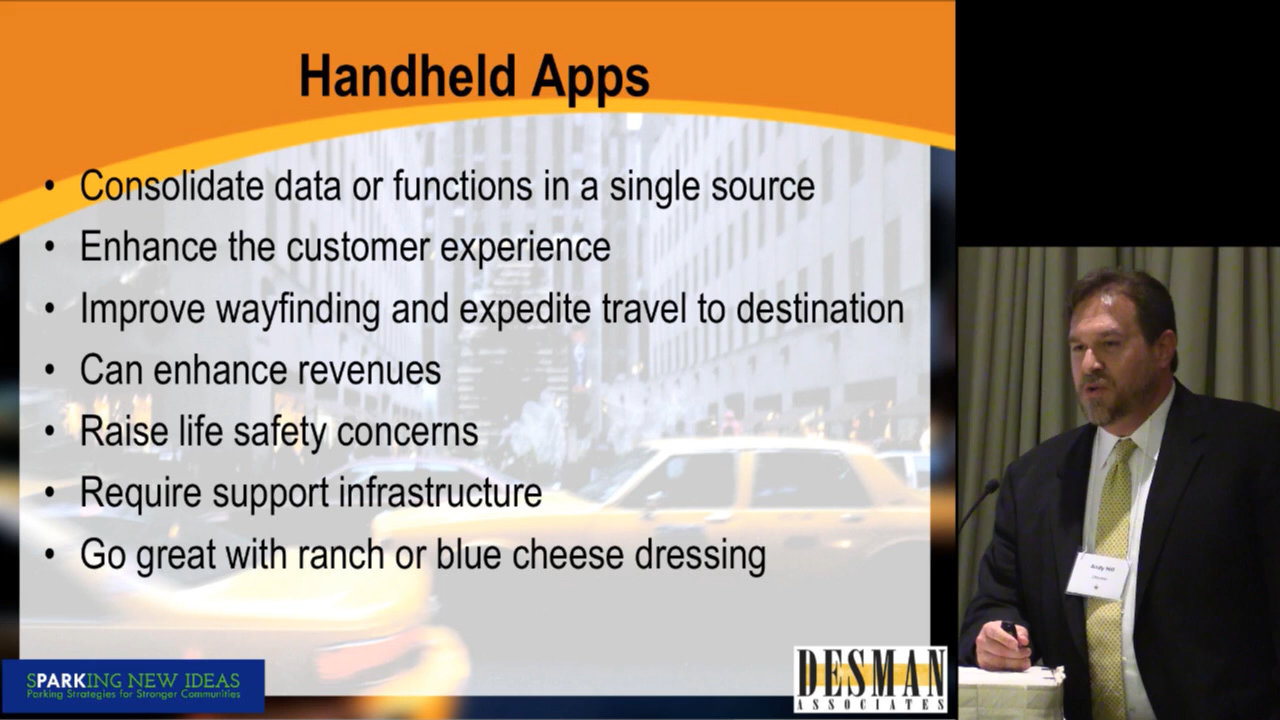 Handheld Apps
• Consolidate data or functions in a single source
• Enhance the customer experience
• Improve wayfinding and expedite travel to destination
• Can enhance revenues
• Raise life safety concerns
• Require support infrastructure
• Go great with ranch or blue cheese dressing
SPARKING NEW IDEAS
Parking Strategies for Stronger Communities
DESMAN
ASSOCIATES
Andy Hill